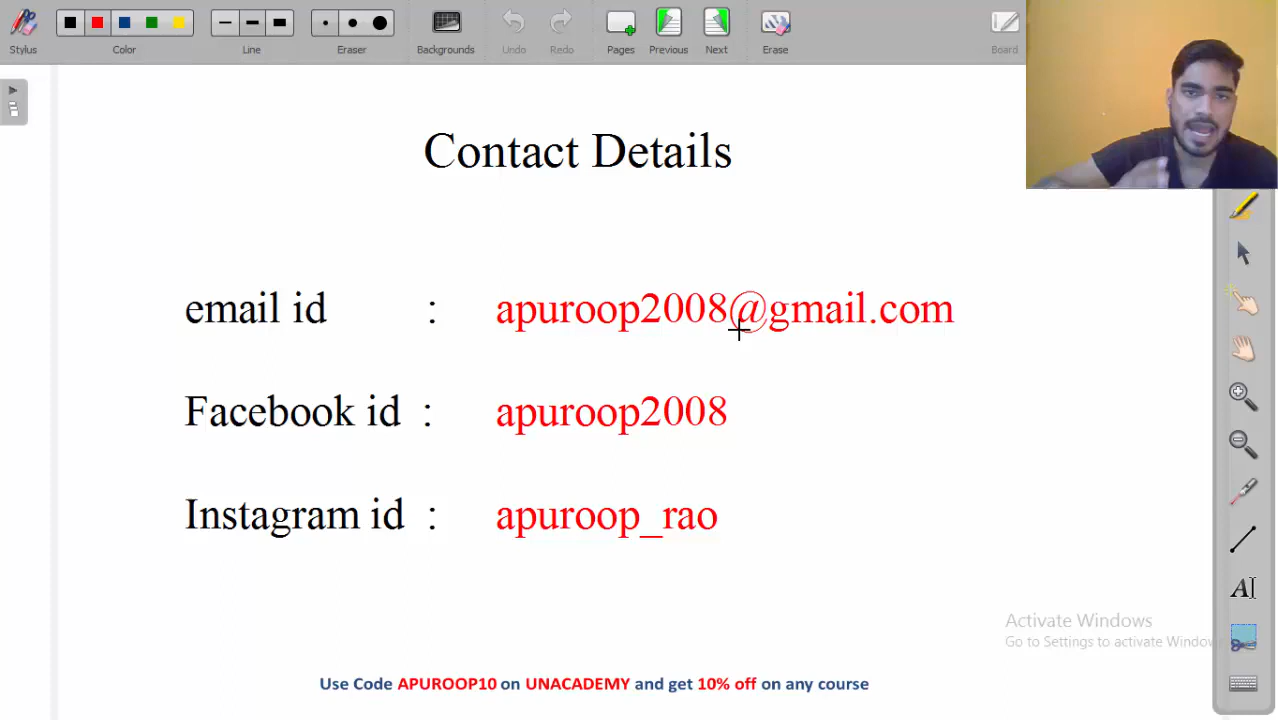 Stylus Color Line Eraser Backgrounds Undo Redo Pages Previous Next Erase Board
Contact Details
email id : apuroop2008@gmail.com
Facebook id : apuroop2008
Instagram id : apuroop_rao
Activate Windows
Go to Settings to activate Windows
Use Code APUROOP10 on UNACADEMY and get 10% off on any course